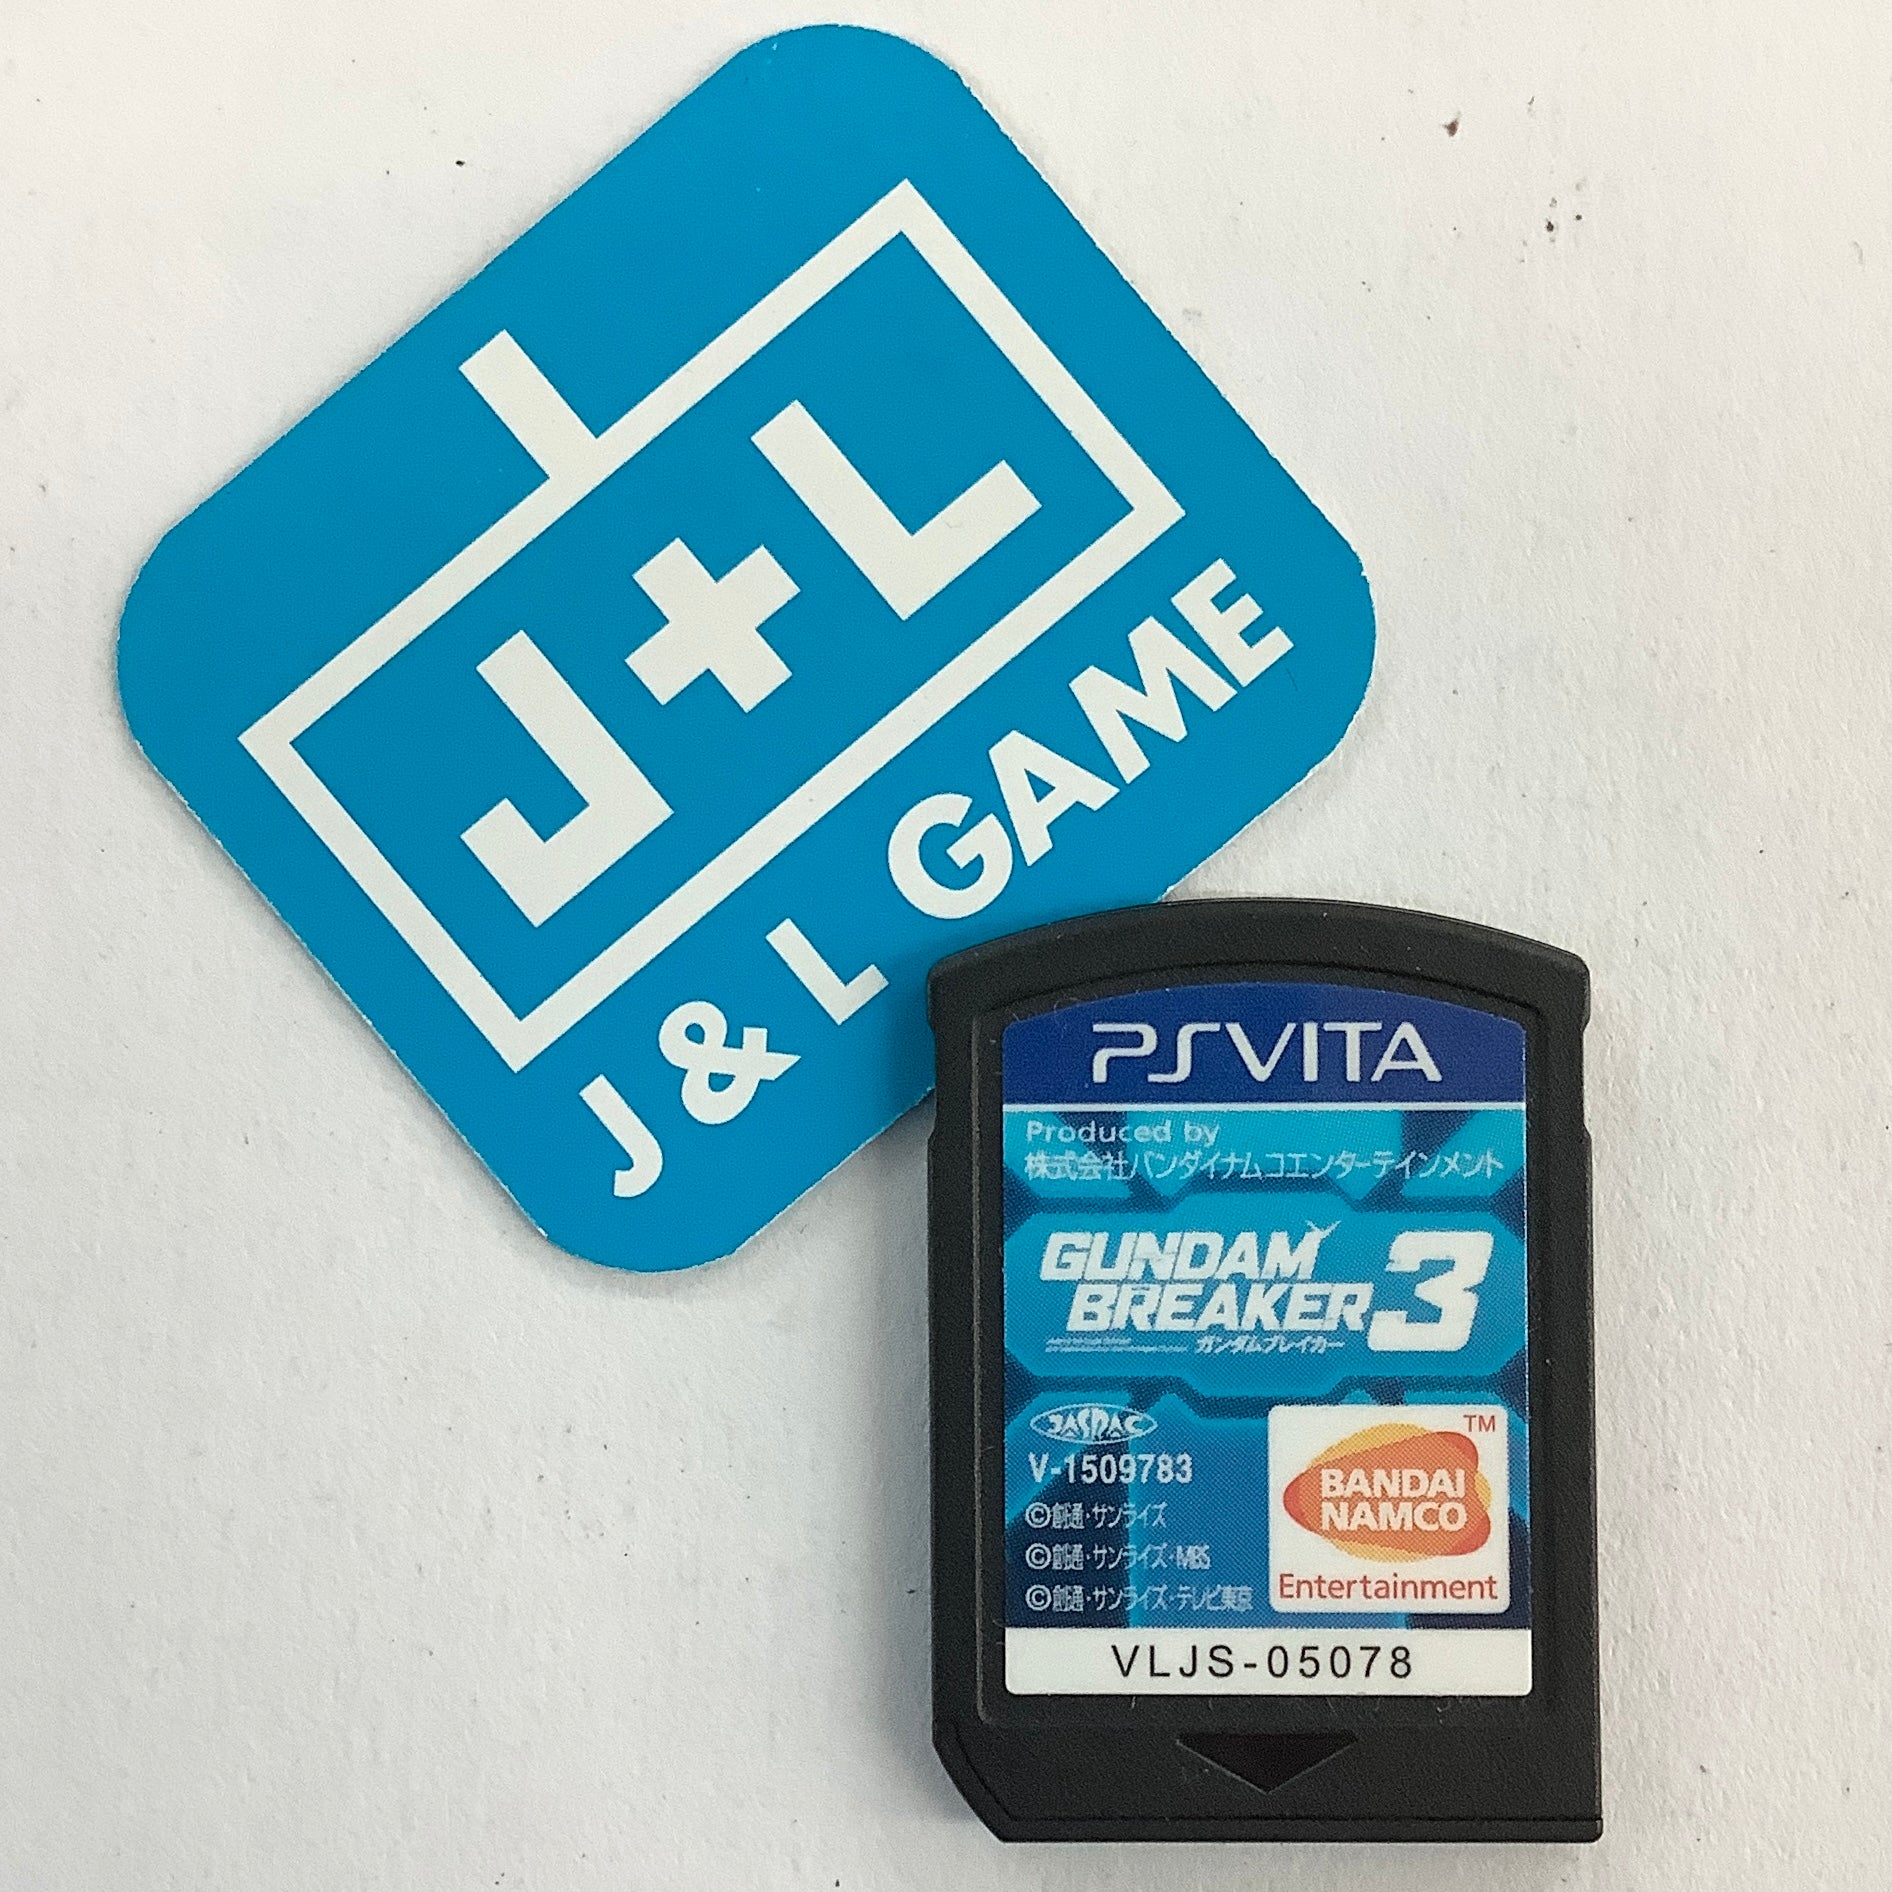 J+L
J & L GAME
PSVITA
Produced by
株式会社バンダイナムコエンターテインメント
GUNDAM
BREAKER 3
ガンダムブレイカー
JASRAC
V-1509783
©創通・サンライズ
©創通・サンライズ・MBS
©創通・サンライズ・テレビ東京
TM
BANDAI
NAMCO
Entertainment
VLJS-05078